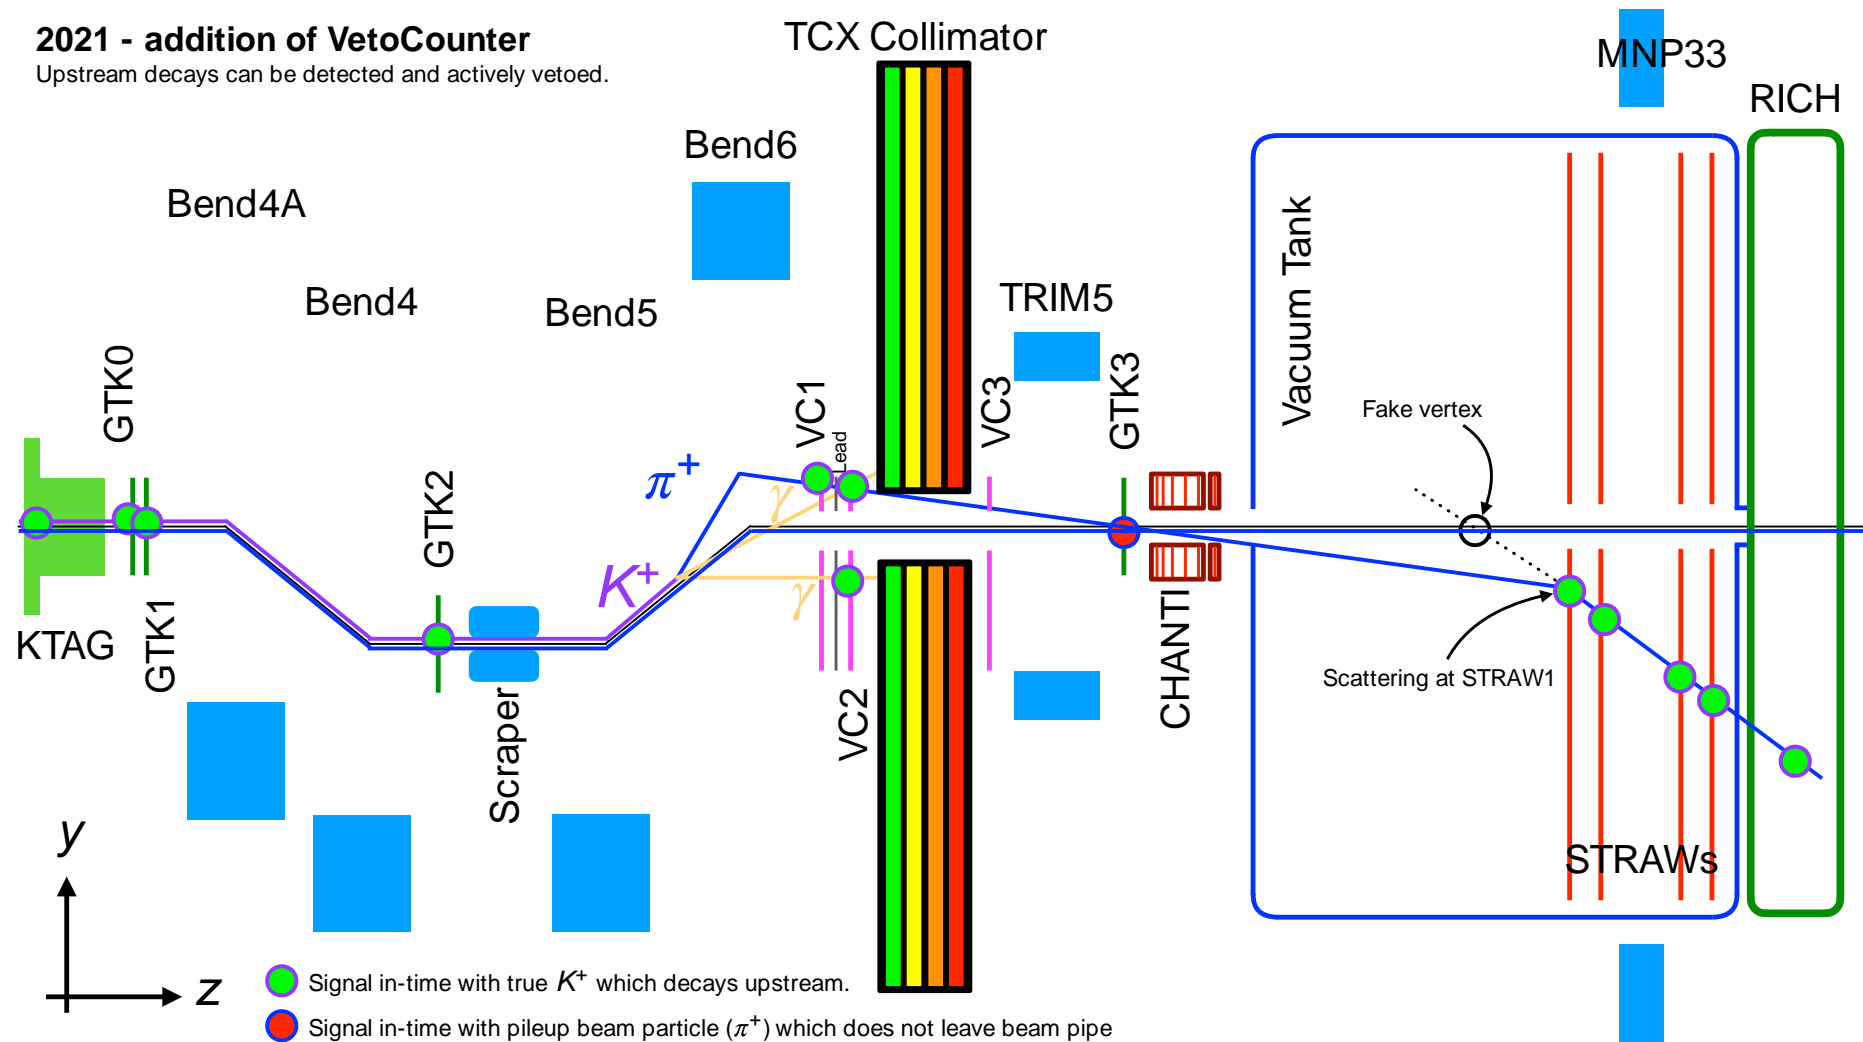 2021 - addition of VetoCounter
Upstream decays can be detected and actively vetoed.
TCX Collimator
MNP33
RICH
Bend6
Bend4A
Bend4
Bend5
TRIM5
Vacuum Tank
GTK0
VC1
Lead
VC3
GTK3
Fake vertex
π⁺
γ
GTK2
K⁺
γ
KTAG
GTK1
CHANTI
Scattering at STRAW1
VC2
Scraper
STRAWs
y
z
Signal in-time with true K⁺ which decays upstream.
Signal in-time with pileup beam particle (π⁺) which does not leave beam pipe